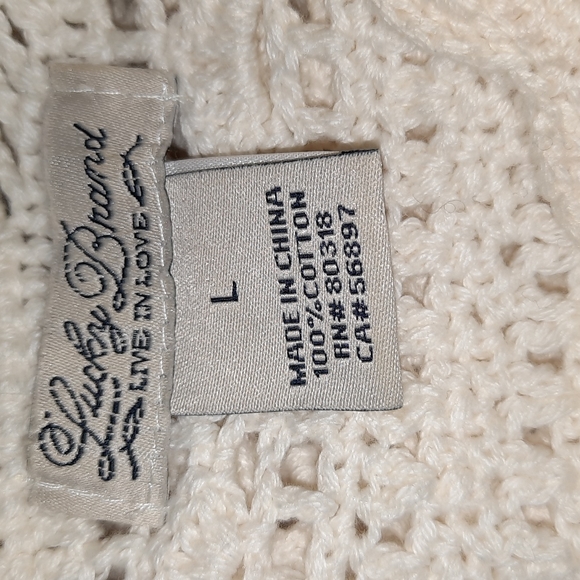 Lucky Brand
LIVE IN LOVE
L
MADE IN CHINA
100%COTTON
RN#80318
CA#56897